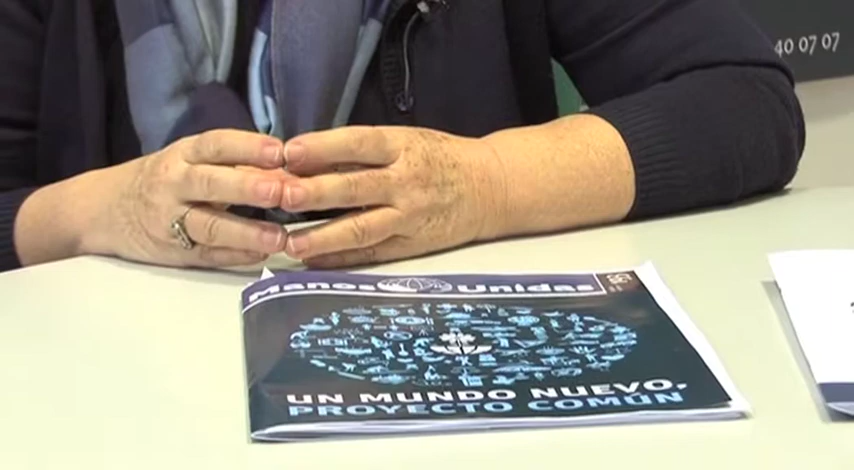 40 07 07
Manos Unidas
UN MUNDO NUEVO,
PROYECTO COMÚN